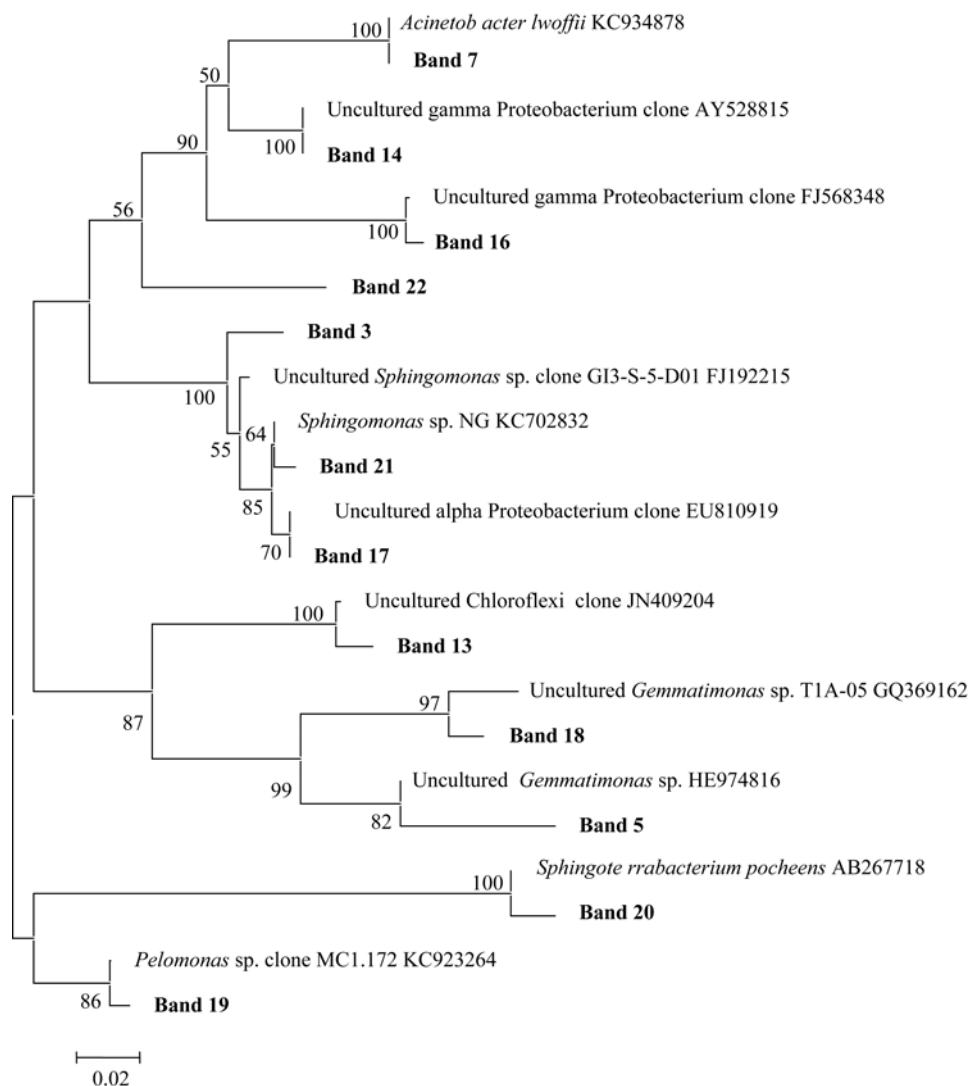 Acinetob acter lwoffii KC934878
100
Band 7
50
Uncultured gamma Proteobacterium clone AY528815
100
Band 14
90
Uncultured gamma Proteobacterium clone FJ568348
100
Band 16
56
Band 22
Band 3
Uncultured Sphingomonas sp. clone GI3-S-5-D01 FJ192215
100
Sphingomonas sp. NG KC702832
64
55
Band 21
85
Uncultured alpha Proteobacterium clone EU810919
70
Band 17
Uncultured Chloroflexi clone JN409204
100
Band 13
Uncultured Gemmatimonas sp. T1A-05 GQ369162
97
87
Band 18
Uncultured Gemmatimonas sp. HE974816
99
82
Band 5
Sphingote rrabacterium pocheens AB267718
100
Band 20
Pelomonas sp. clone MC1.172 KC923264
86
Band 19
0.02